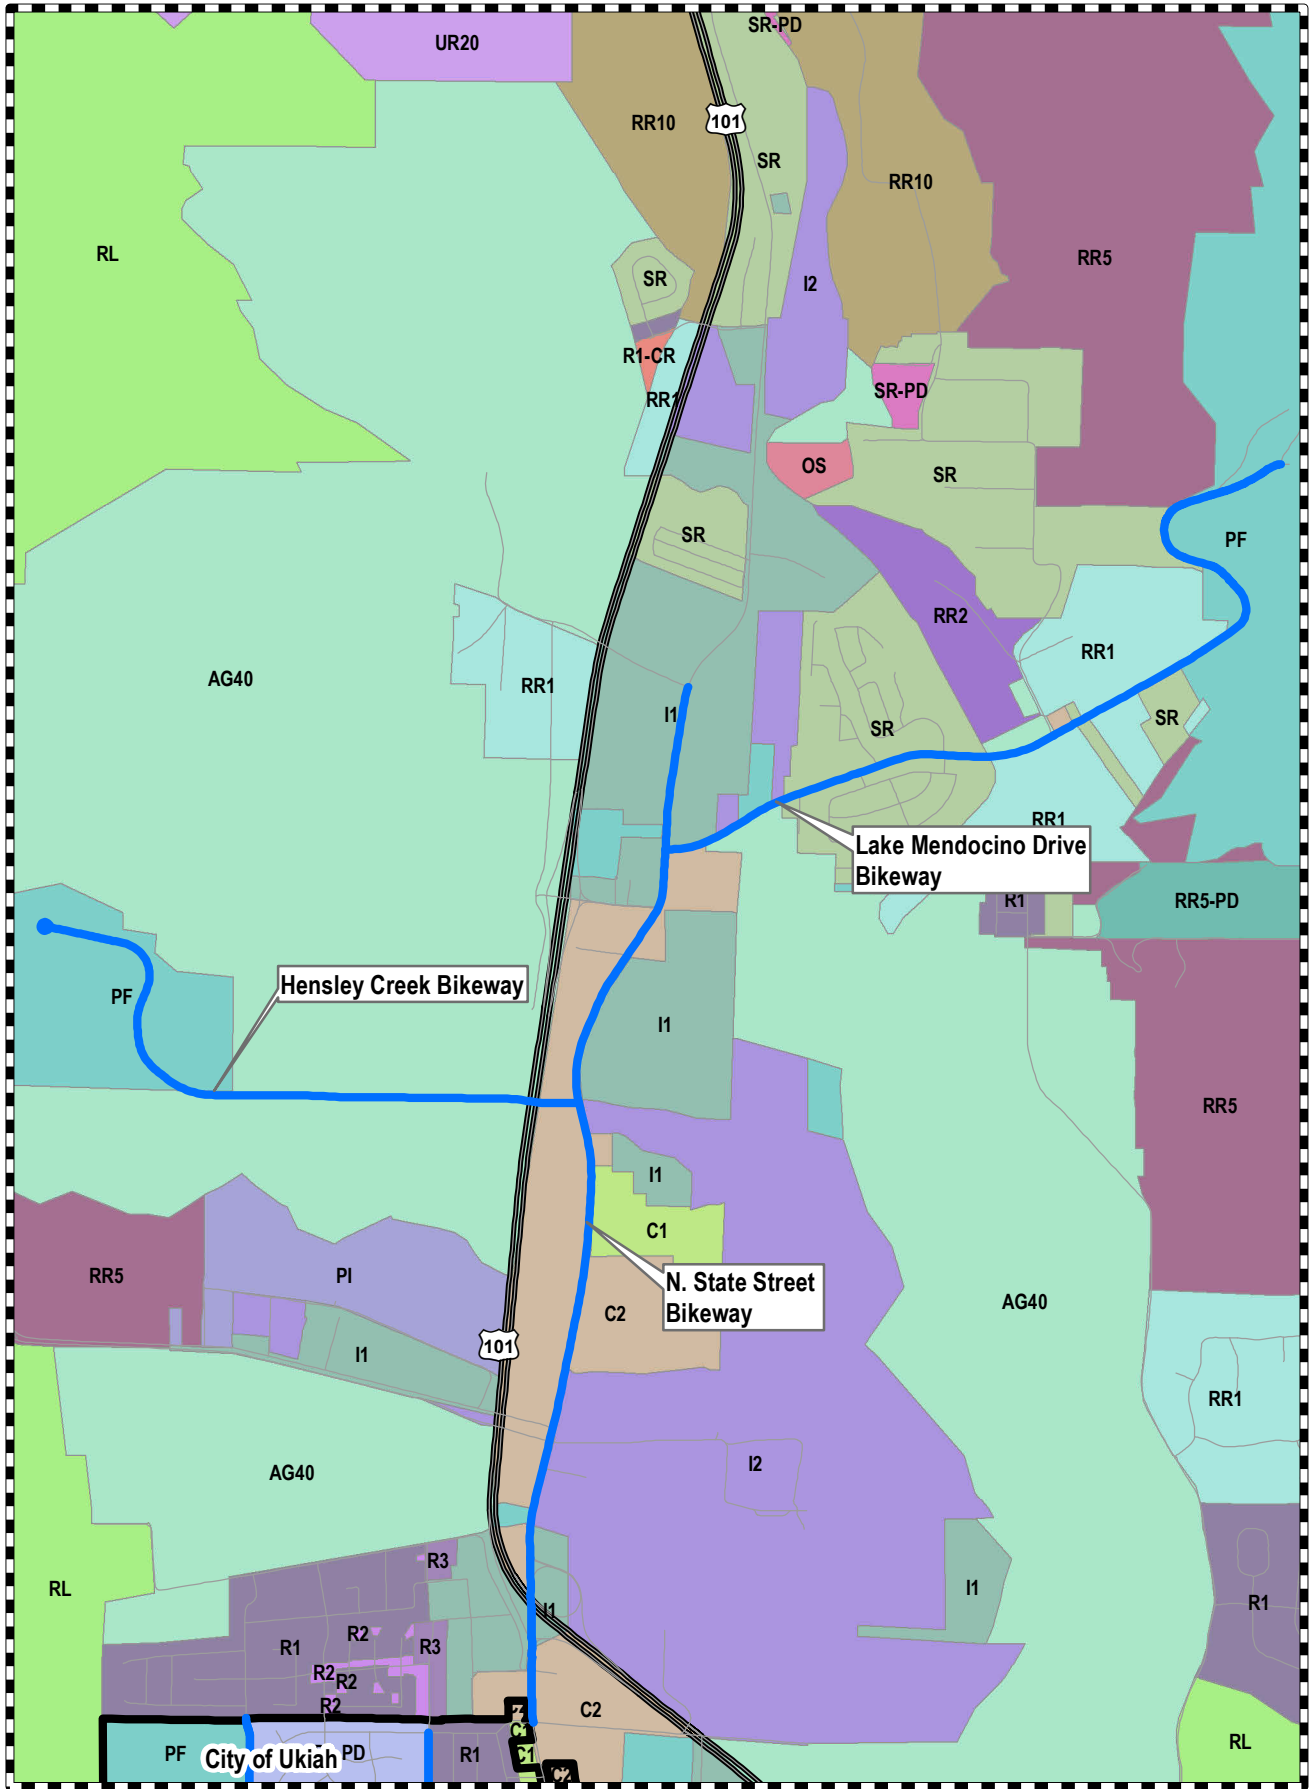 SR-PD
UR20
RR10
101
SR
RR10
RL
RR5
SR
I2
R1-CR
SR-PD
RR1
OS
SR
SR
PF
RR2
RR1
AG40
RR1
I1
SR
SR
RR1
Lake Mendocino Drive
Bikeway
R1
RR5-PD
Hensley Creek Bikeway
PF
I1
RR5
I1
C1
RR5
PI
N. State Street
Bikeway
AG40
C2
101
I1
RR1
I2
AG40
R3
RL
I1
R1
I1
R2
R1
R3
R2
R2
R2
C2
C1
RL
PF
City of Ukiah
PD
R1
C1
C2